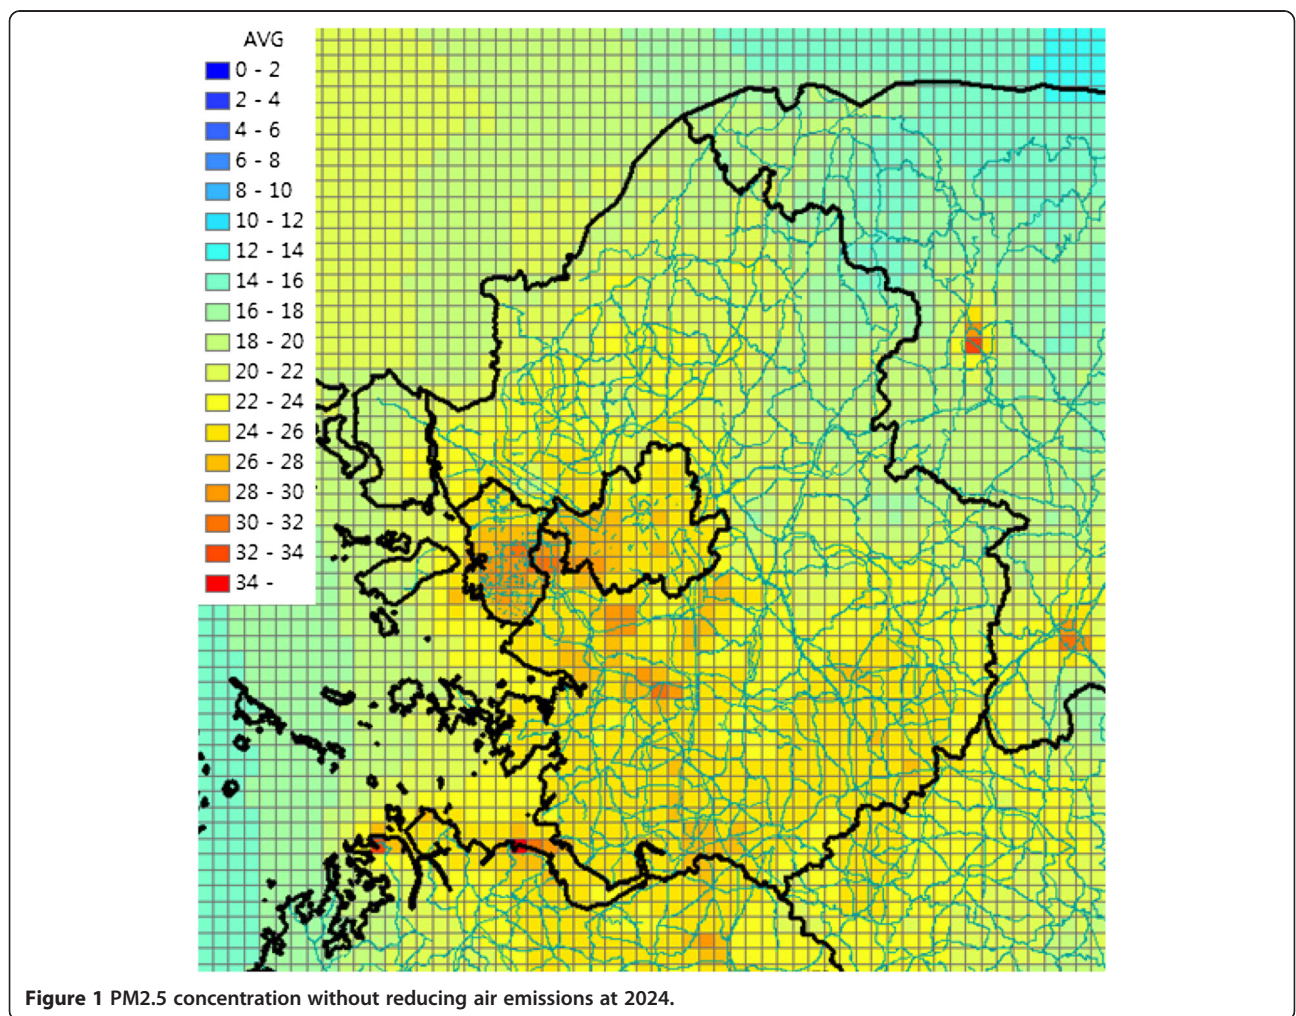 AVG
0 - 2
2 - 4
4 - 6
6 - 8
8 - 10
10 - 12
12 - 14
14 - 16
16 - 18
18 - 20
20 - 22
22 - 24
24 - 26
26 - 28
28 - 30
30 - 32
32 - 34
34 -
Figure 1 PM2.5 concentration without reducing air emissions at 2024.